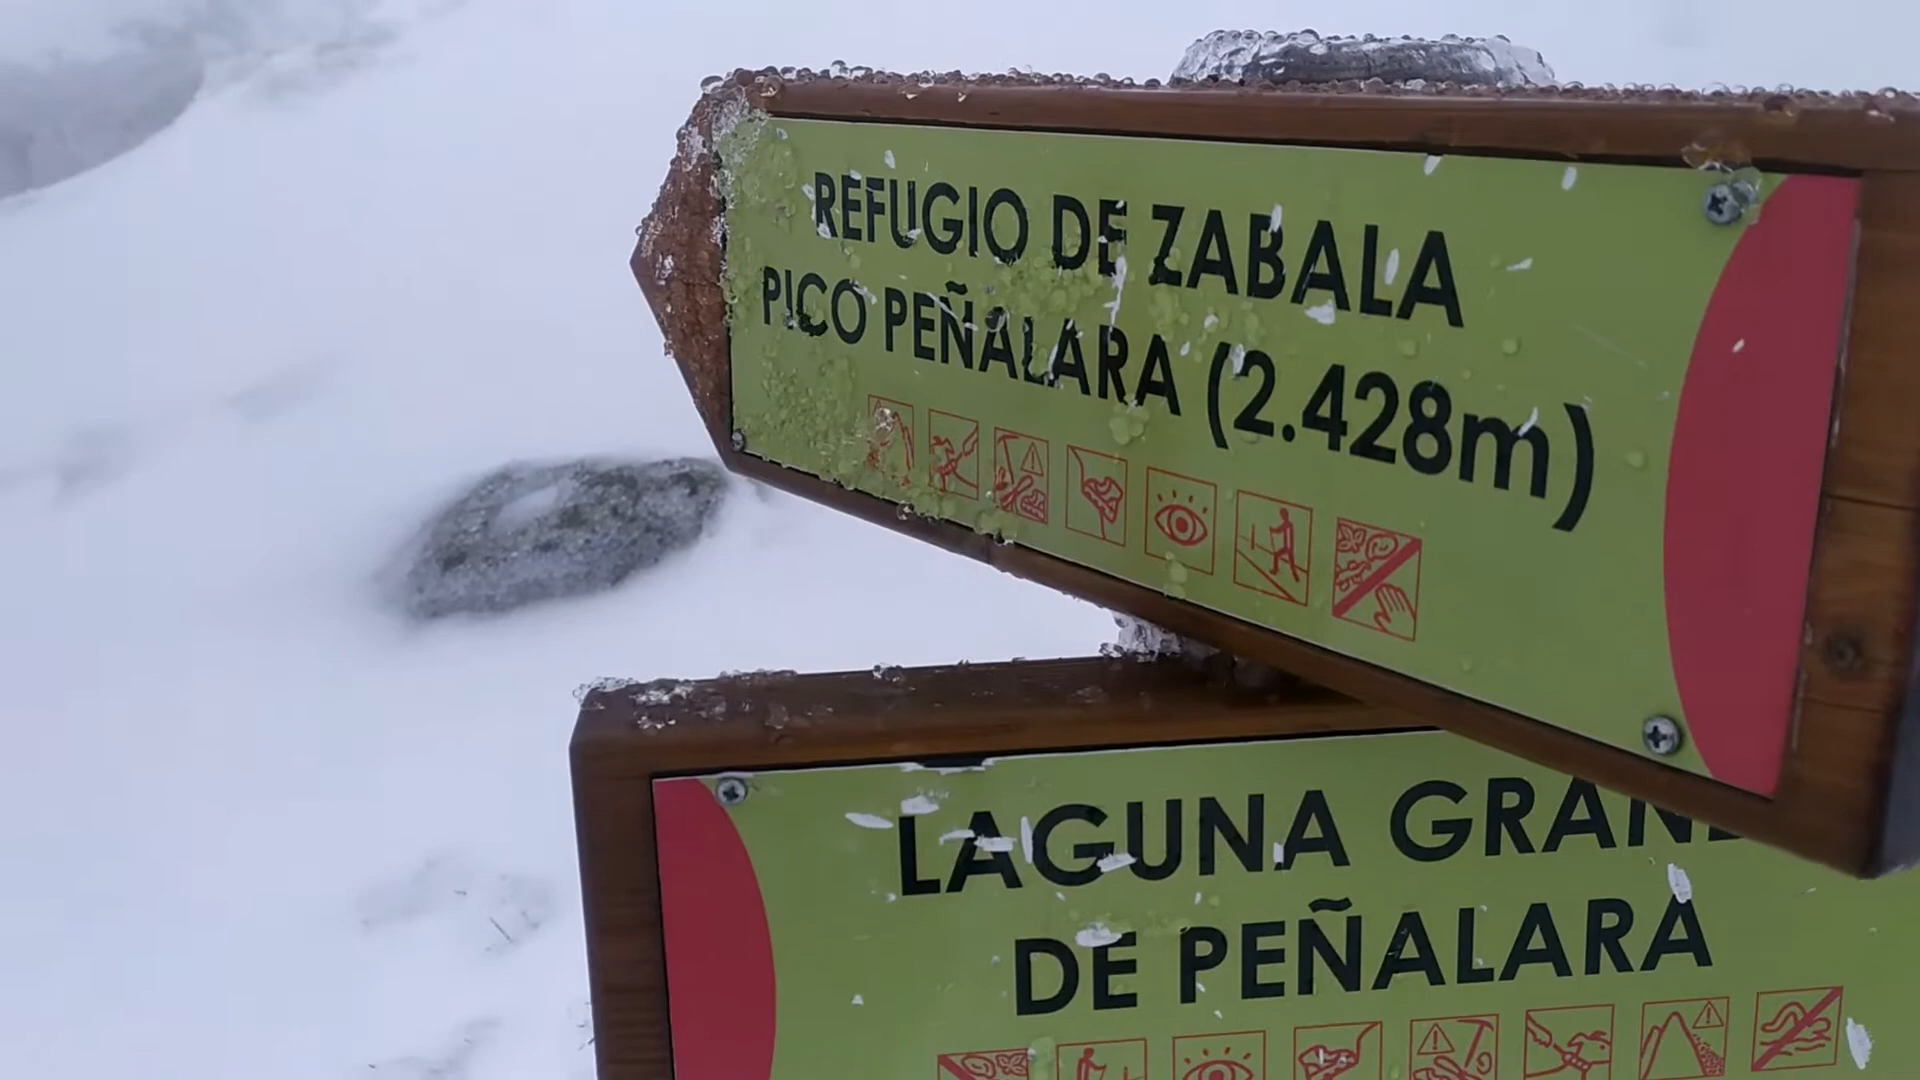 REFUGIO DE ZABALA
PICO PEÑALARA (2.428m)
LAGUNA GRAN
DE PEÑALARA